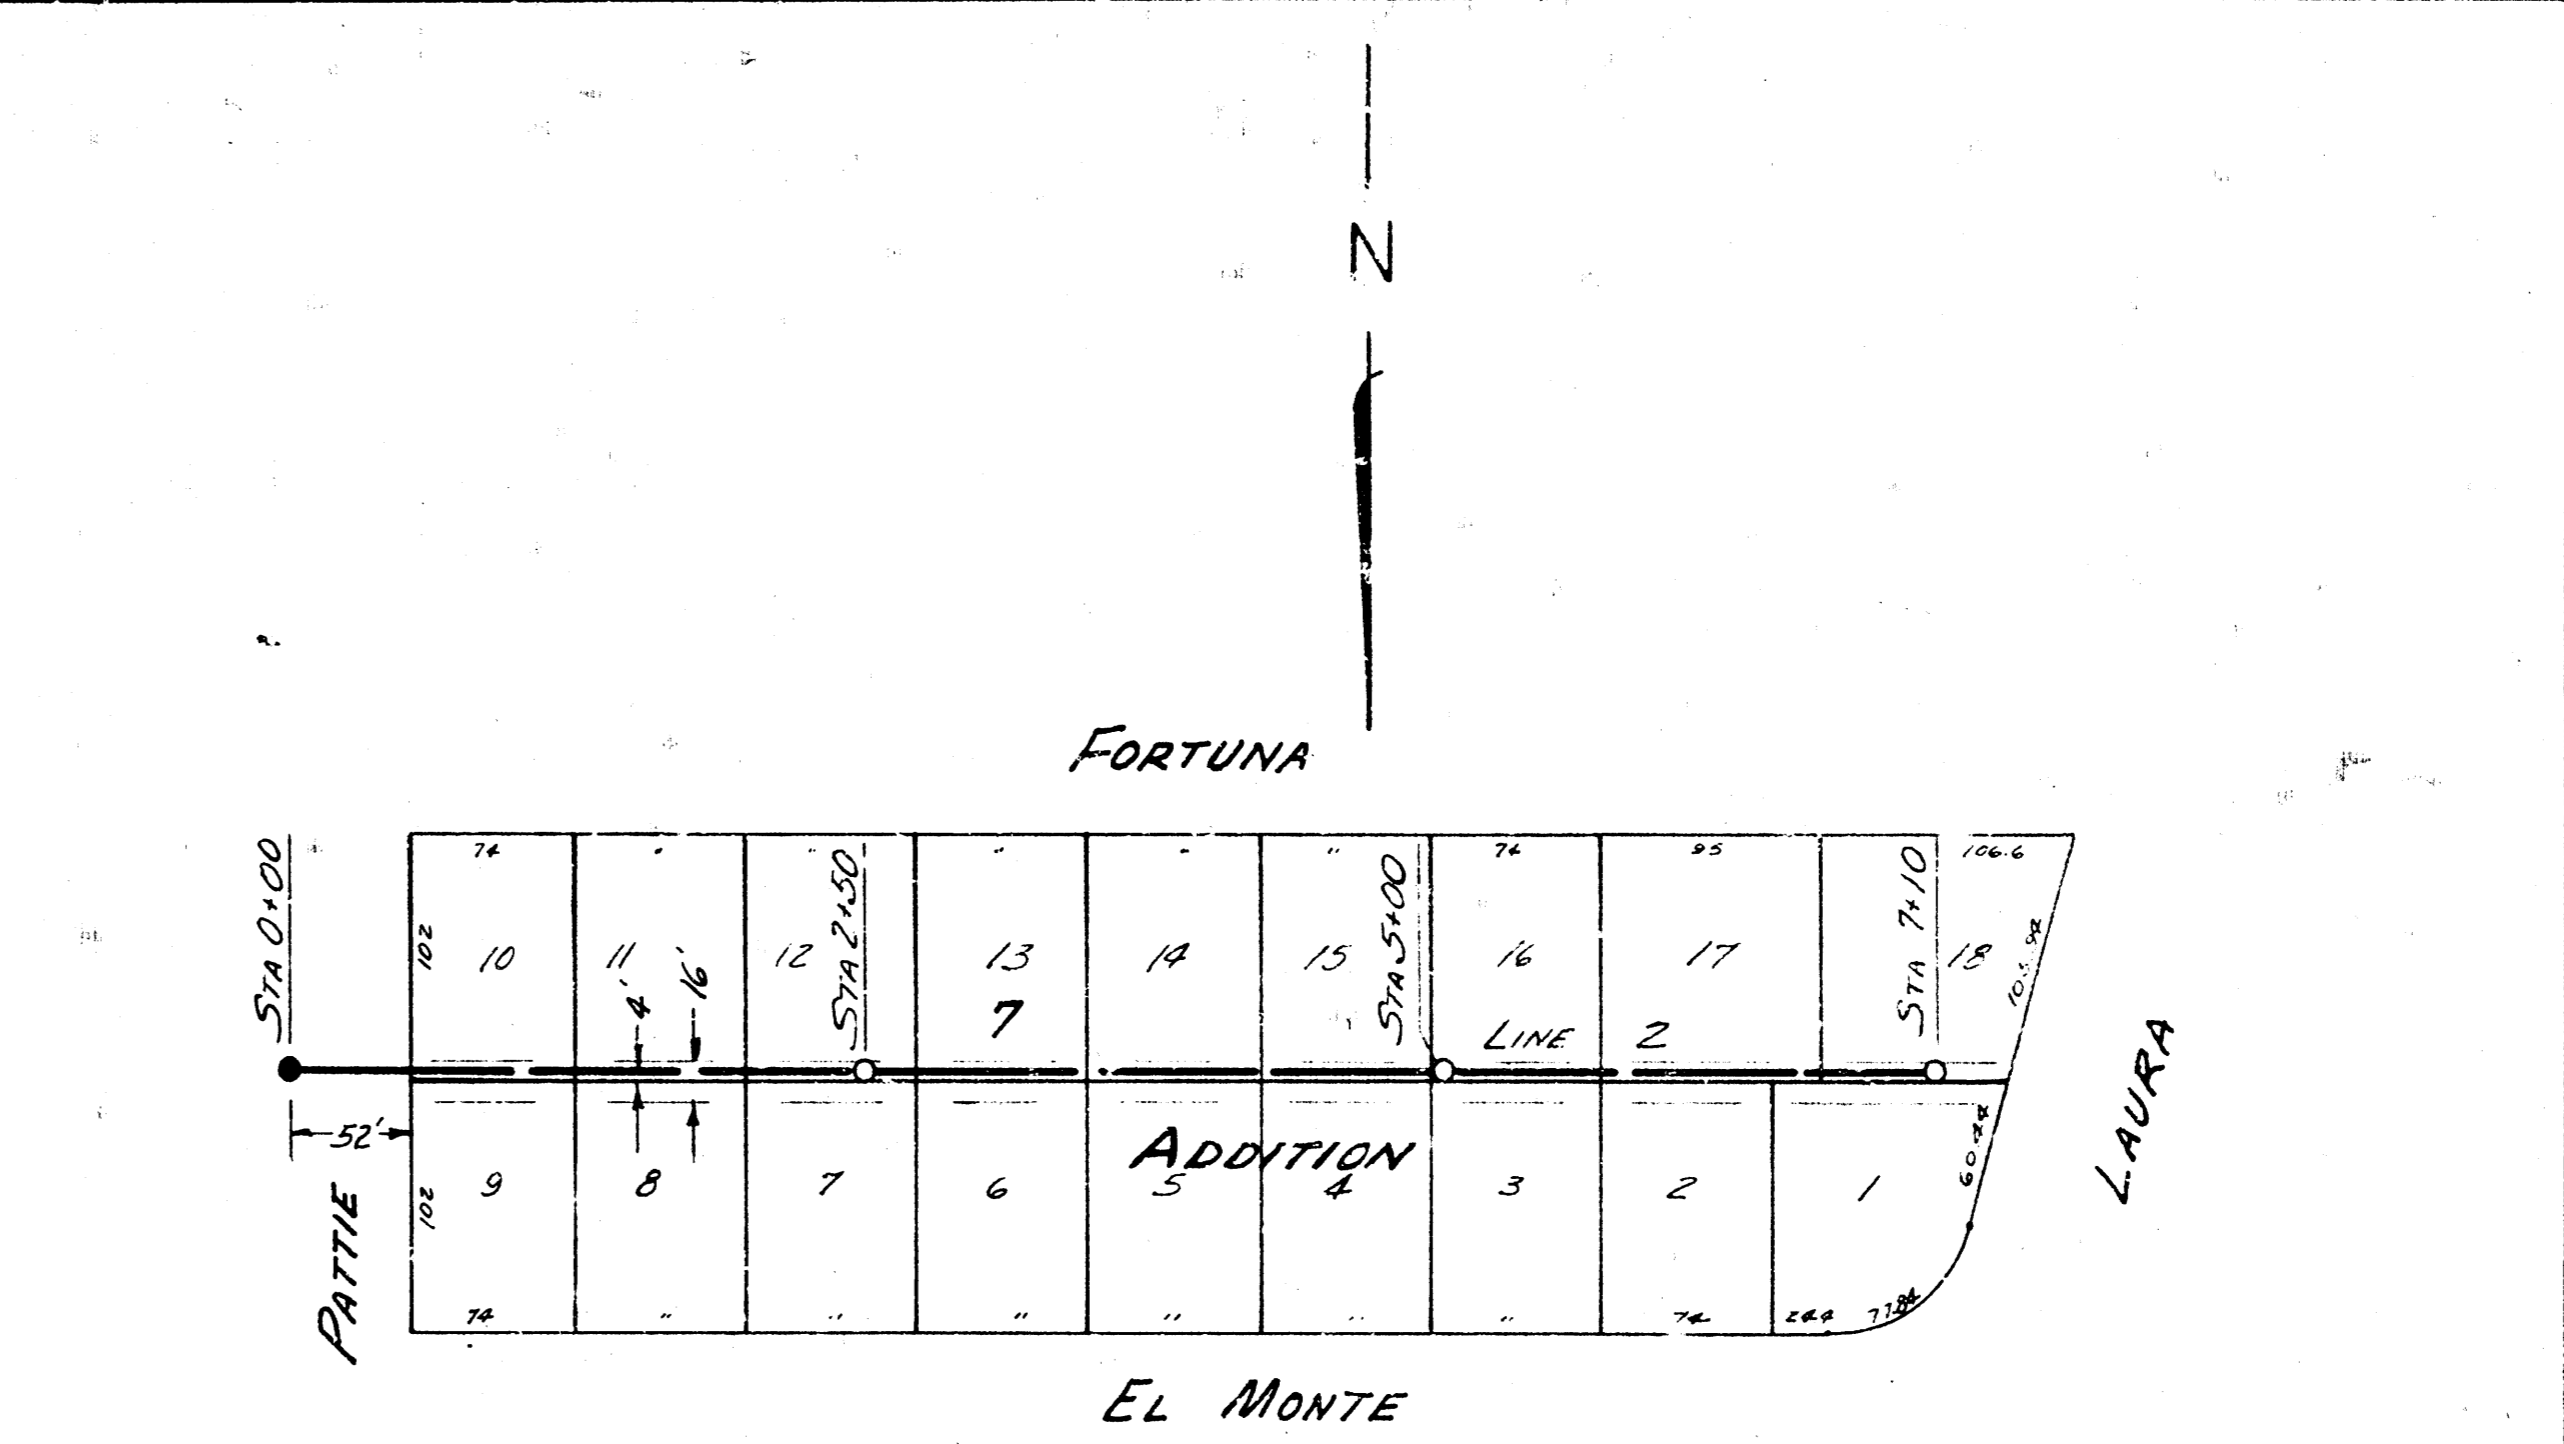 N
FORTUNA
STA 0+00
74 " " " " " 74 95 106.6
STA 2+50
STA 5+00
STA 7+10
102
10 11 12 13 14 15 16 17 18
4' 16'
7
LINE 2
52'
ADDITION
LAURA
PATTIE
9 8 7 6 5 4 3 2 1
102
74 " " " " " " 74 77.84
EL MONTE